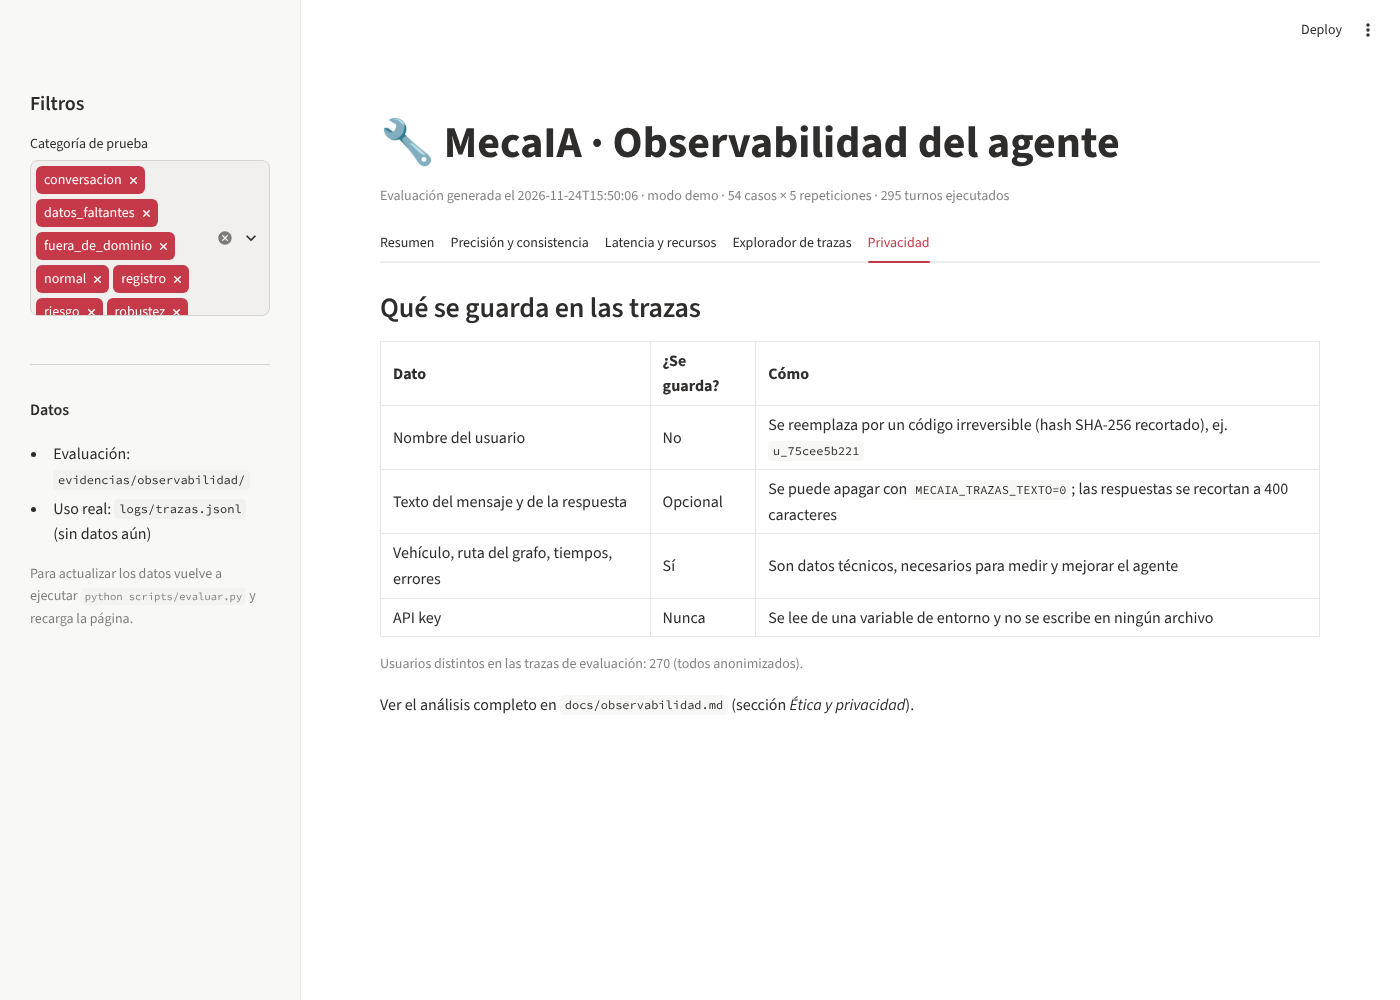 Deploy
Filtros
Categoría de prueba
conversacion ×
datos_faltantes ×
fuera_de_dominio ×
normal × registro ×
riesgo × robustez ×
Datos
Evaluación:
evidencias/observabilidad/
Uso real: logs/trazas.jsonl
(sin datos aún)
Para actualizar los datos vuelve a
ejecutar python scripts/evaluar.py y
recarga la página.
MecaIA · Observabilidad del agente
Evaluación generada el 2026-11-24T15:50:06 · modo demo · 54 casos × 5 repeticiones · 295 turnos ejecutados
Resumen Precisión y consistencia Latencia y recursos Explorador de trazas Privacidad
Qué se guarda en las trazas
Dato
¿Se
guarda?
Cómo
Nombre del usuario
No
Se reemplaza por un código irreversible (hash SHA-256 recortado), ej.
u_75cee5b221
Texto del mensaje y de la respuesta
Opcional
Se puede apagar con MECAIA_TRAZAS_TEXTO=0 ; las respuestas se recortan a 400
caracteres
Vehículo, ruta del grafo, tiempos,
errores
Sí
Son datos técnicos, necesarios para medir y mejorar el agente
API key
Nunca
Se lee de una variable de entorno y no se escribe en ningún archivo
Usuarios distintos en las trazas de evaluación: 270 (todos anonimizados).
Ver el análisis completo en docs/observabilidad.md (sección Ética y privacidad).